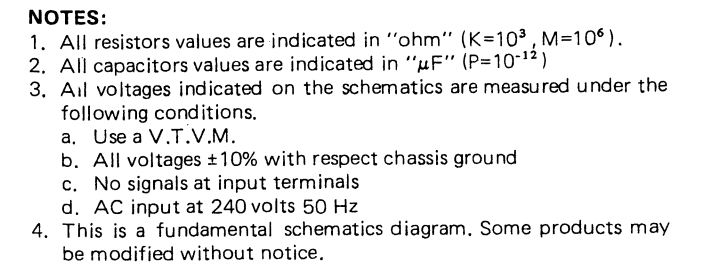 NOTES:
1. All resistors values are indicated in ‘‘ohm’’ (K=10³, M=10⁶).
2. All capacitors values are indicated in ‘‘μF’’ (P=10⁻¹²)
3. All voltages indicated on the schematics are measured under the
following conditions.
a. Use a V.T.V.M.
b. All voltages ±10% with respect chassis ground
c. No signals at input terminals
d. AC input at 240 volts 50 Hz
4. This is a fundamental schematics diagram. Some products may
be modified without notice.